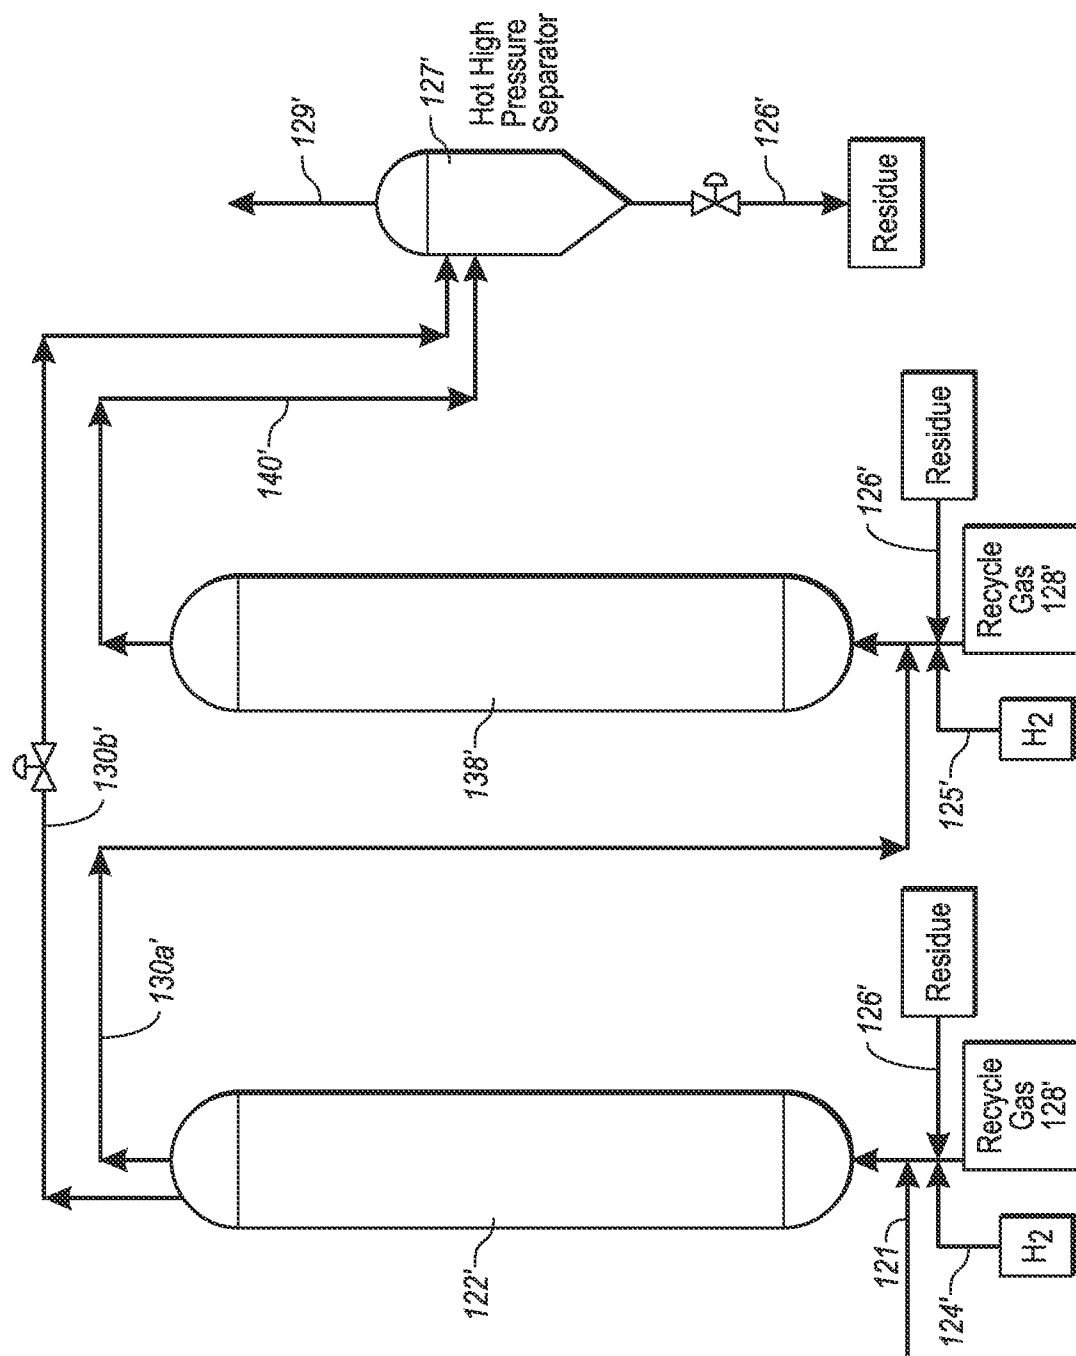 130b'
130a'
140'
129'
127'
Hot High
Pressure
Separator
122'
138'
126'
Residue
121
126'
Residue
124'
H2
Recycle
Gas
128'
126'
Residue
125'
H2
Recycle
Gas
128'